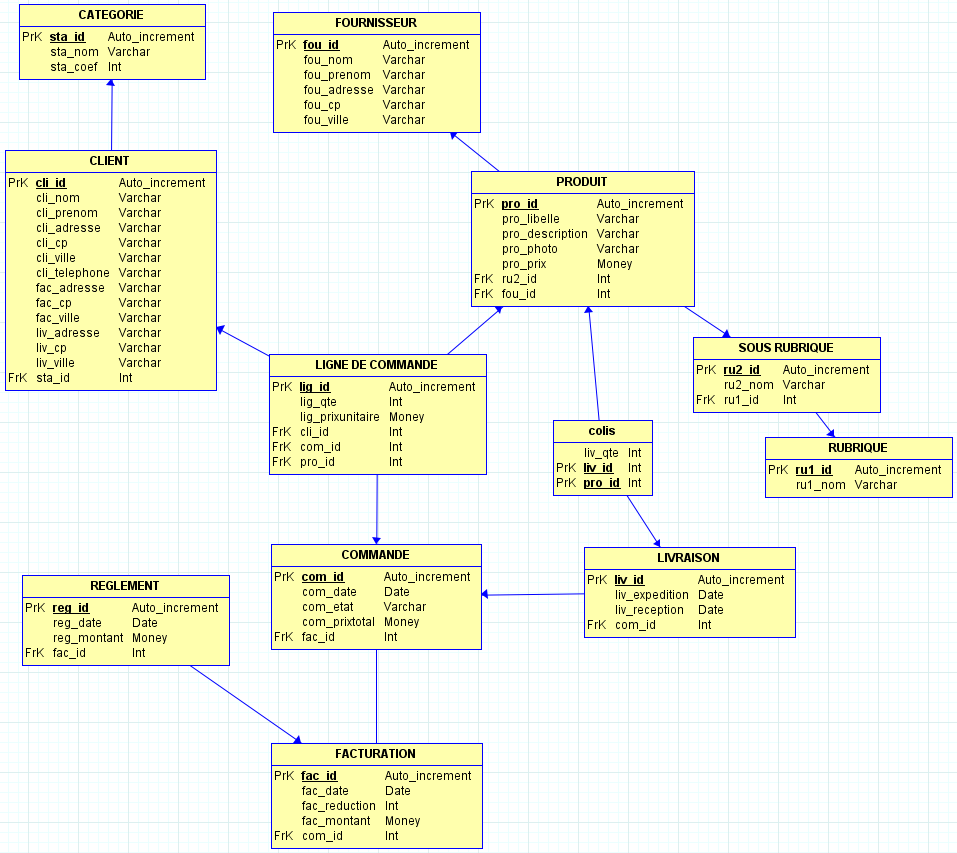 CATEGORIE
PrK sta_id Auto_increment
sta_nom Varchar
sta_coef Int
FOURNISSEUR
PrK fou_id Auto_increment
fou_nom Varchar
fou_prenom Varchar
fou_adresse Varchar
fou_cp Varchar
fou_ville Varchar
CLIENT
PrK cli_id Auto_increment
cli_nom Varchar
cli_prenom Varchar
cli_adresse Varchar
cli_cp Varchar
cli_ville Varchar
cli_telephone Varchar
fac_adresse Varchar
fac_cp Varchar
fac_ville Varchar
liv_adresse Varchar
liv_cp Varchar
liv_ville Varchar
FrK sta_id Int
PRODUIT
PrK pro_id Auto_increment
pro_libelle Varchar
pro_description Varchar
pro_photo Varchar
pro_prix Money
FrK ru2_id Int
FrK fou_id Int
LIGNE DE COMMANDE
PrK lig_id Auto_increment
lig_qte Int
lig_prixunitaire Money
FrK cli_id Int
FrK com_id Int
FrK pro_id Int
SOUS RUBRIQUE
PrK ru2_id Auto_increment
ru2_nom Varchar
FrK ru1_id Int
colis
liv_qte Int
PrK liv_id Int
PrK pro_id Int
RUBRIQUE
PrK ru1_id Auto_increment
ru1_nom Varchar
COMMANDE
PrK com_id Auto_increment
com_date Date
com_etat Varchar
com_prixtotal Money
FrK fac_id Int
LIVRAISON
PrK liv_id Auto_increment
liv_expedition Date
liv_reception Date
FrK com_id Int
REGLEMENT
PrK reg_id Auto_increment
reg_date Date
reg_montant Money
FrK fac_id Int
FACTURATION
PrK fac_id Auto_increment
fac_date Date
fac_reduction Int
fac_montant Money
FrK com_id Int